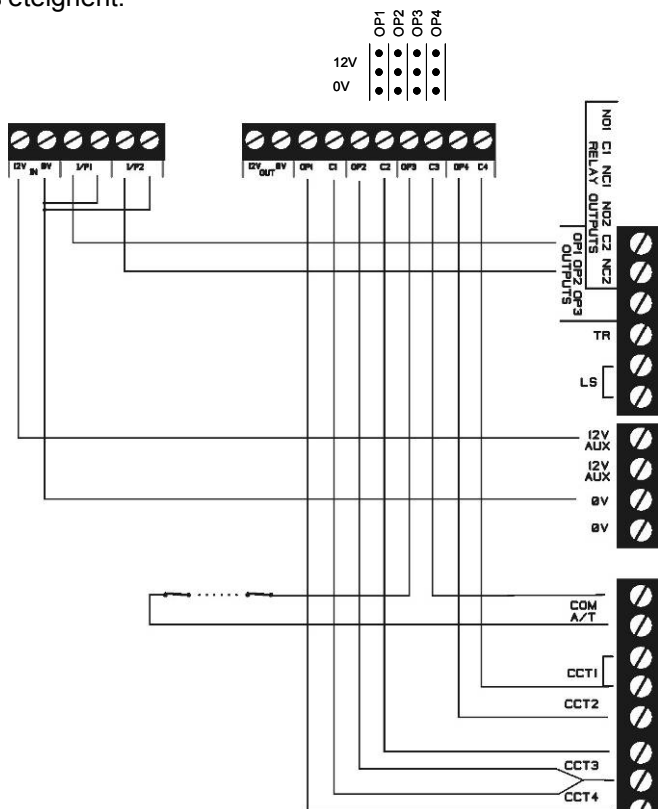 éteignent.
OP1 OP2 OP3 OP4
12V
0V
12V IN 0V I/P1 I/P2
12V OUT 0V OP1 C1 OP2 C2 OP3 C3 OP4 C4
NO1 C1 NC1 NO2 C2 NC2
RELAY OUTPUTS
OP1 OP2 OP3
OUTPUTS
TR
LS
12V
AUX
12V
AUX
0V
0V
COM
A/T
CCT1
CCT2
CCT3
CCT4